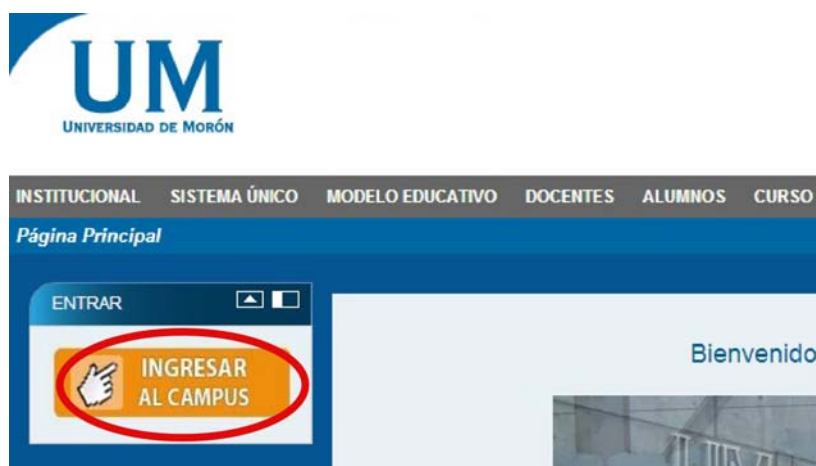 UM
UNIVERSIDAD DE MORÓN
INSTITUCIONAL SISTEMA ÚNICO MODELO EDUCATIVO DOCENTES ALUMNOS CURSO
Página Principal
ENTRAR
INGRESAR
AL CAMPUS
Bienvenido